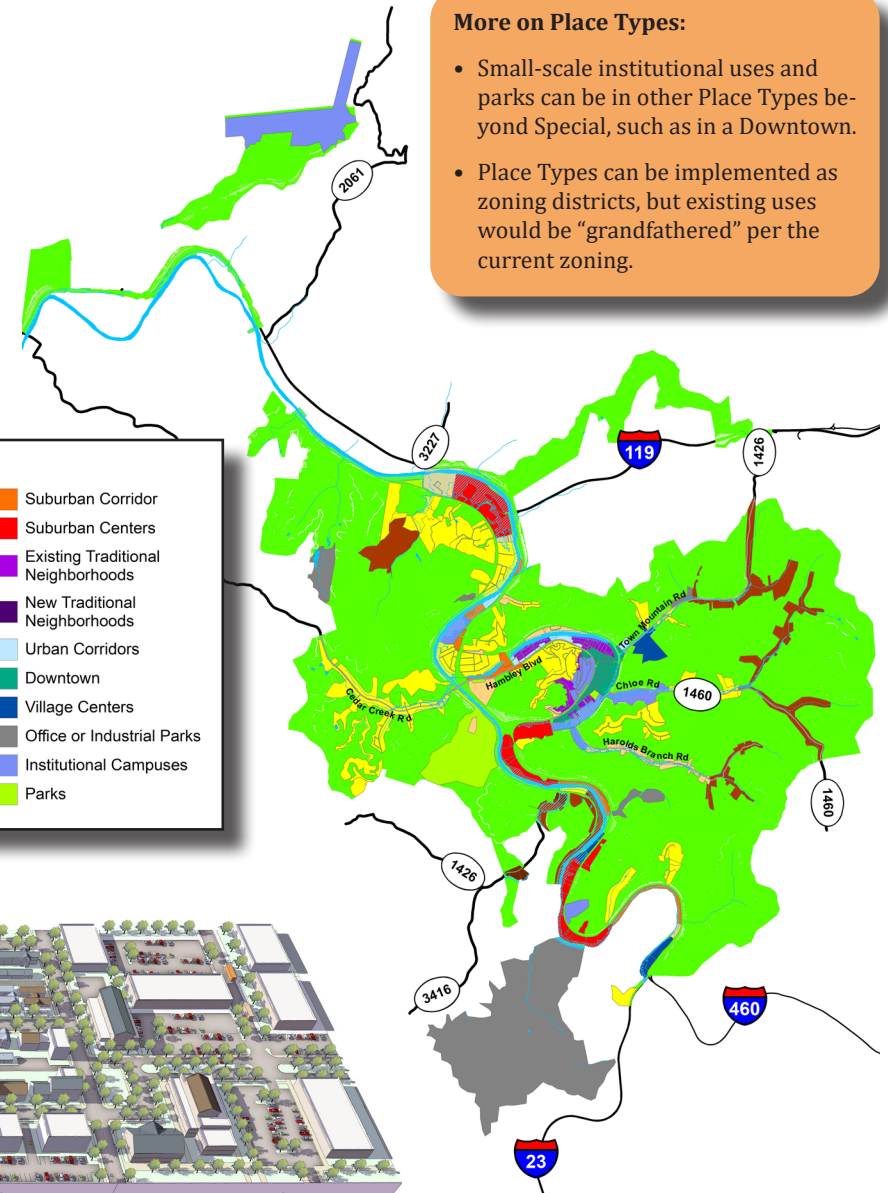 More on Place Types:
• Small-scale institutional uses and
parks can be in other Place Types be-
yond Special, such as in a Downtown.
• Place Types can be implemented as
zoning districts, but existing uses
would be “grandfathered” per the
current zoning.
2061
3227
119
1426
Suburban Corridor
Suburban Centers
Existing Traditional
Neighborhoods
New Traditional
Neighborhoods
Urban Corridors
Downtown
Village Centers
Office or Industrial Parks
Institutional Campuses
Parks
Town Mountain Rd
Hambley Blvd
Chloe Rd
1460
Cedar Creek Rd
Harolds Branch Rd
1460
1426
3416
460
23